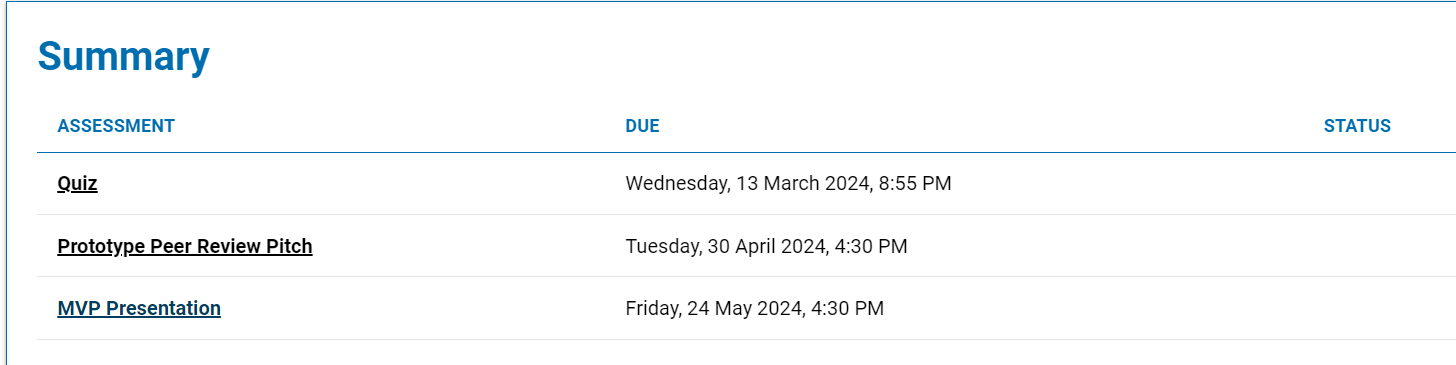 Summary
ASSESSMENT DUE STATUS
Quiz Wednesday, 13 March 2024, 8:55 PM
Prototype Peer Review Pitch Tuesday, 30 April 2024, 4:30 PM
MVP Presentation Friday, 24 May 2024, 4:30 PM